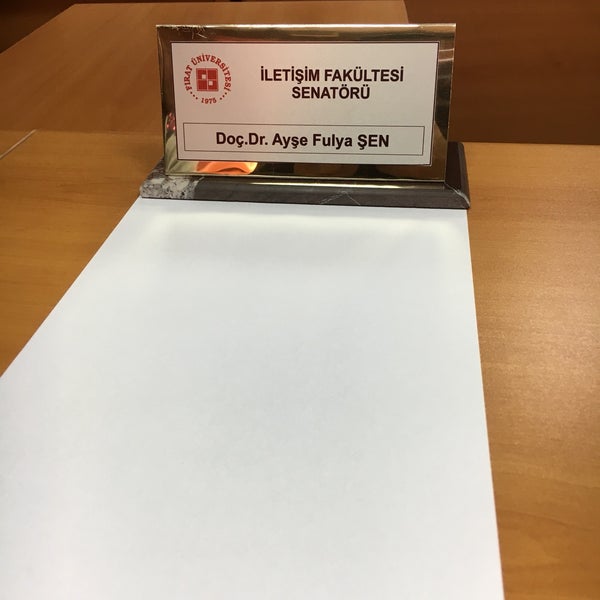 FIRAT ÜNİVERSİTESİ
1975
İLETİŞİM FAKÜLTESİ
SENATÖRÜ
Doç.Dr. Ayşe Fulya ŞEN